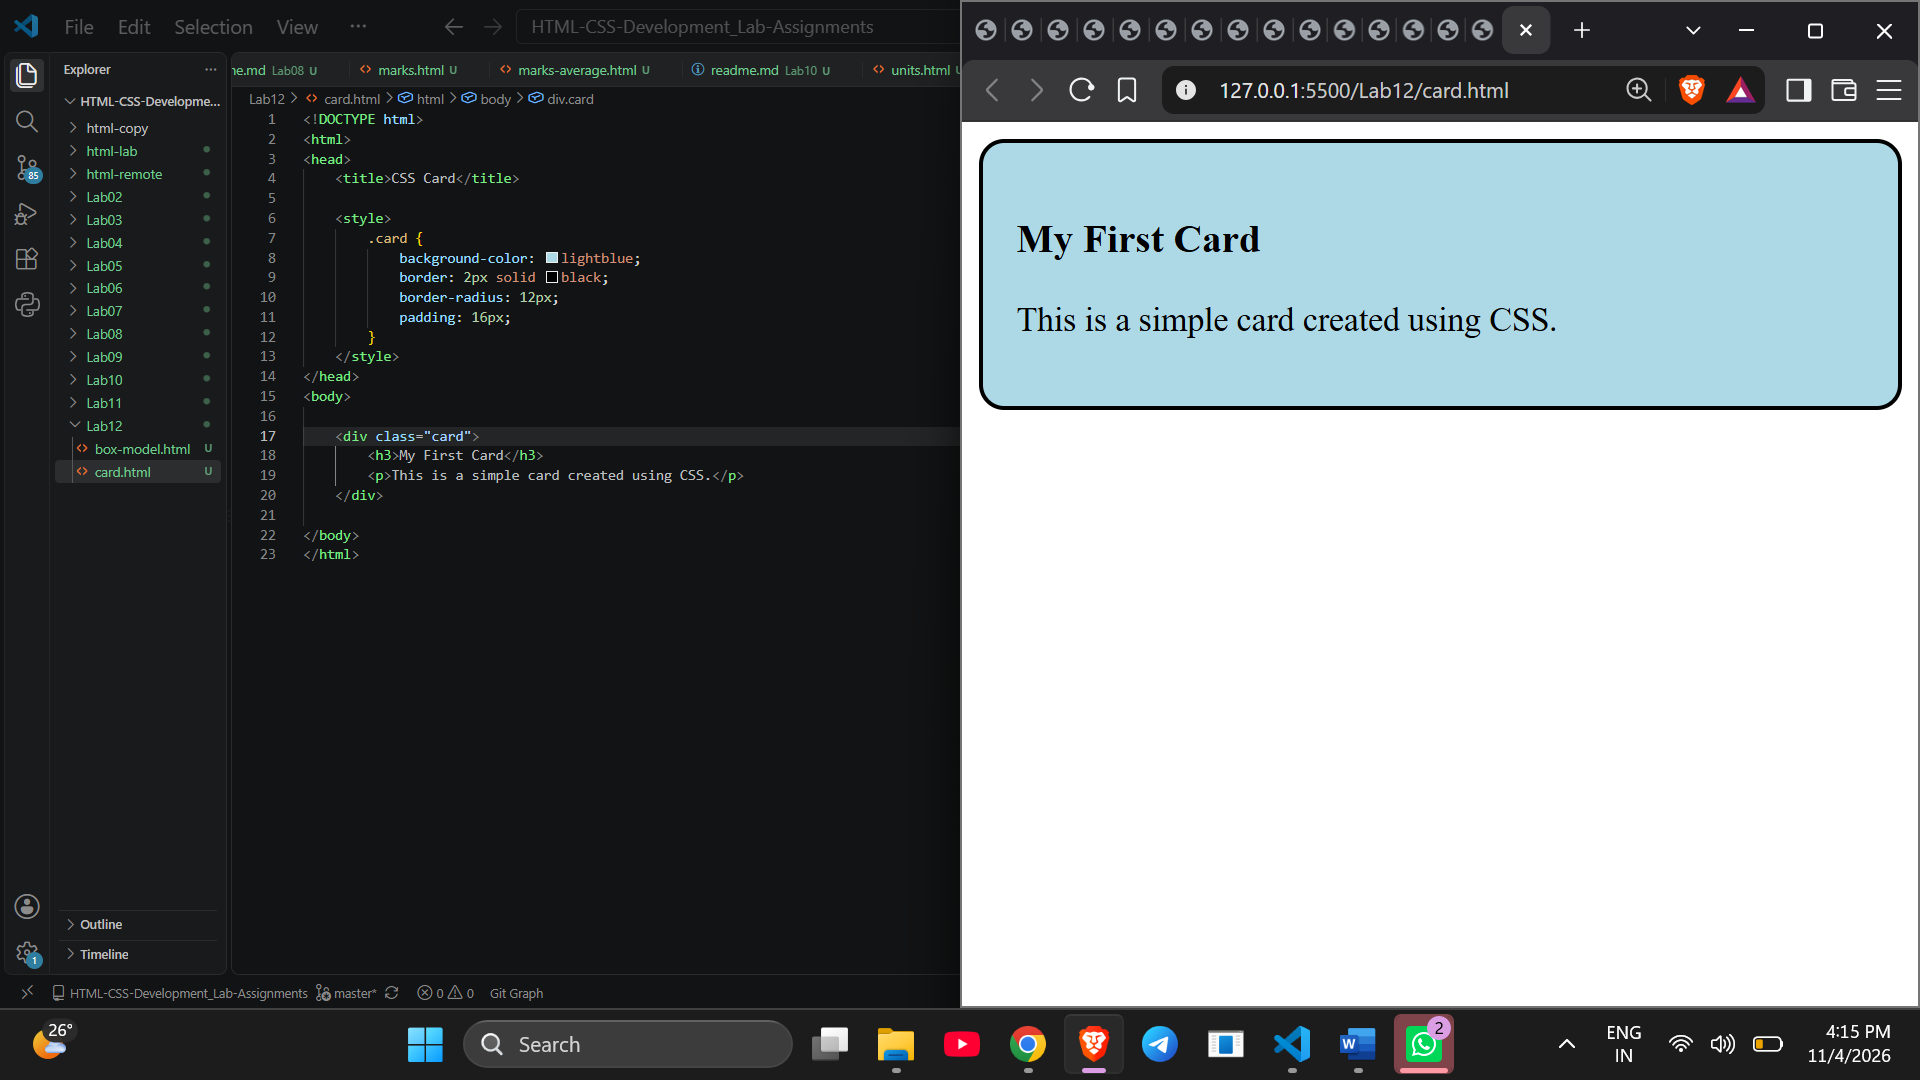 File Edit Selection View ··· HTML-CSS-Development_Lab-Assignments
Explorer ···
HTML-CSS-Developme...
html-copy
html-lab
html-remote
Lab02
Lab03
Lab04
Lab05
Lab06
Lab07
Lab08
Lab09
Lab10
Lab11
Lab12
box-model.html U
card.html U
Outline
Timeline
85
1
ne.md Lab08 U marks.html U marks-average.html U readme.md Lab10 U units.html U
Lab12 > card.html > html > body > div.card
1 <!DOCTYPE html>
2 <html>
3 <head>
4 <title>CSS Card</title>
5
6 <style>
7 .card {
8 background-color: lightblue;
9 border: 2px solid black;
10 border-radius: 12px;
11 padding: 16px;
12 }
13 </style>
14 </head>
15 <body>
16
17 <div class="card">
18 <h3>My First Card</h3>
19 <p>This is a simple card created using CSS.</p>
20 </div>
21
22 </body>
23 </html>
HTML-CSS-Development_Lab-Assignments master* 0 0 Git Graph
127.0.0.1:5500/Lab12/card.html
My First Card
This is a simple card created using CSS.
26°
Search
W
2
ENG
IN
4:15 PM
11/4/2026